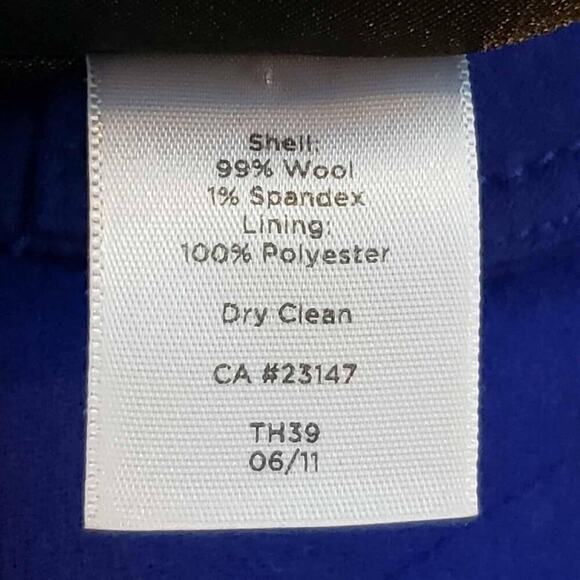 Shell:
99% Wool
1% Spandex
Lining:
100% Polyester
Dry Clean
CA #23147
TH39
06/11